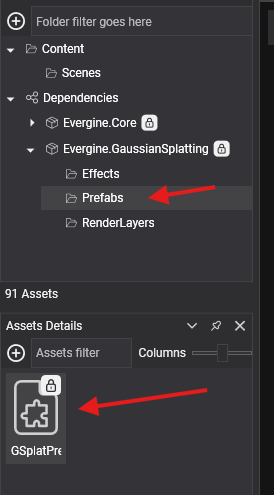 Folder filter goes here
Content
Scenes
Dependencies
Evergine.Core
Evergine.GaussianSplatting
Effects
Prefabs
RenderLayers
91 Assets
Assets Details
Assets filter
Columns
GSplatPre